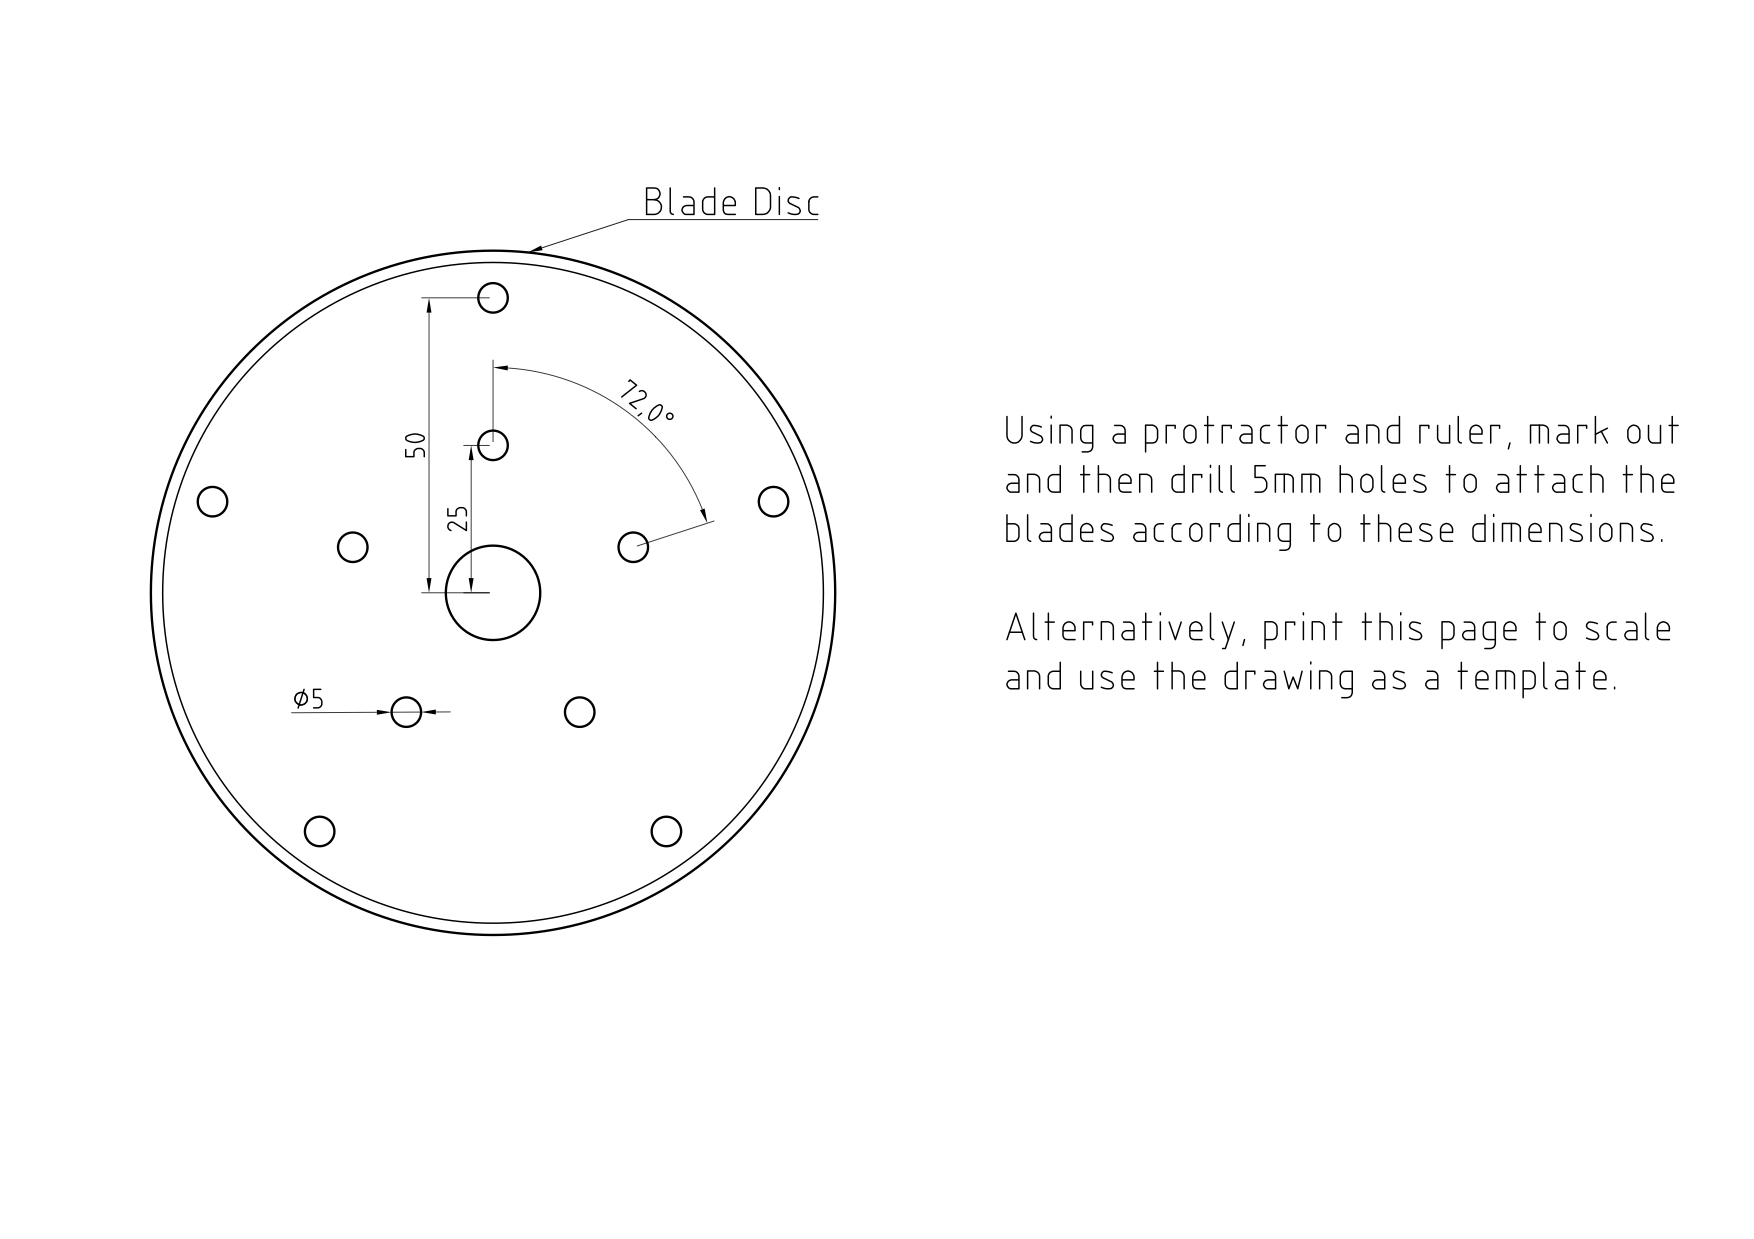 Blade Disc
50
72,0°
25
Using a protractor and ruler, mark out
and then drill 5mm holes to attach the
blades according to these dimensions.
Alternatively, print this page to scale
and use the drawing as a template.
⌀5